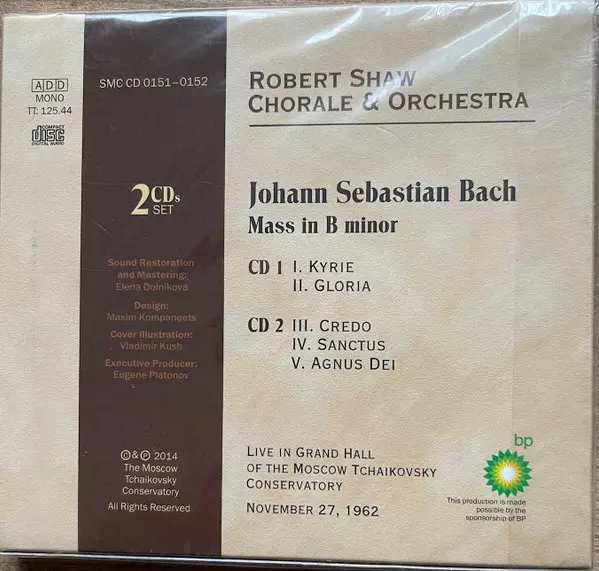 ADD
MONO
TT: 125.44
COMPACT
disc
DIGITAL AUDIO
SMC CD 0151–0152
2 CDs
SET
Sound Restoration
and Mastering:
Elena Doinikova
Design:
Maxim Kompaneets
Cover Illustration:
Vladimir Kush
Executive Producer:
Eugene Platonov
© & ℗ 2014
The Moscow
Tchaikovsky
Conservatory
All Rights Reserved
ROBERT SHAW
CHORALE & ORCHESTRA
Johann Sebastian Bach
Mass in B minor
CD 1 I. KYRIE
II. GLORIA
CD 2 III. CREDO
IV. SANCTUS
V. AGNUS DEI
LIVE IN GRAND HALL
OF THE MOSCOW TCHAIKOVSKY
CONSERVATORY
NOVEMBER 27, 1962
bp
This production is made
possible by the
sponsorship of BP